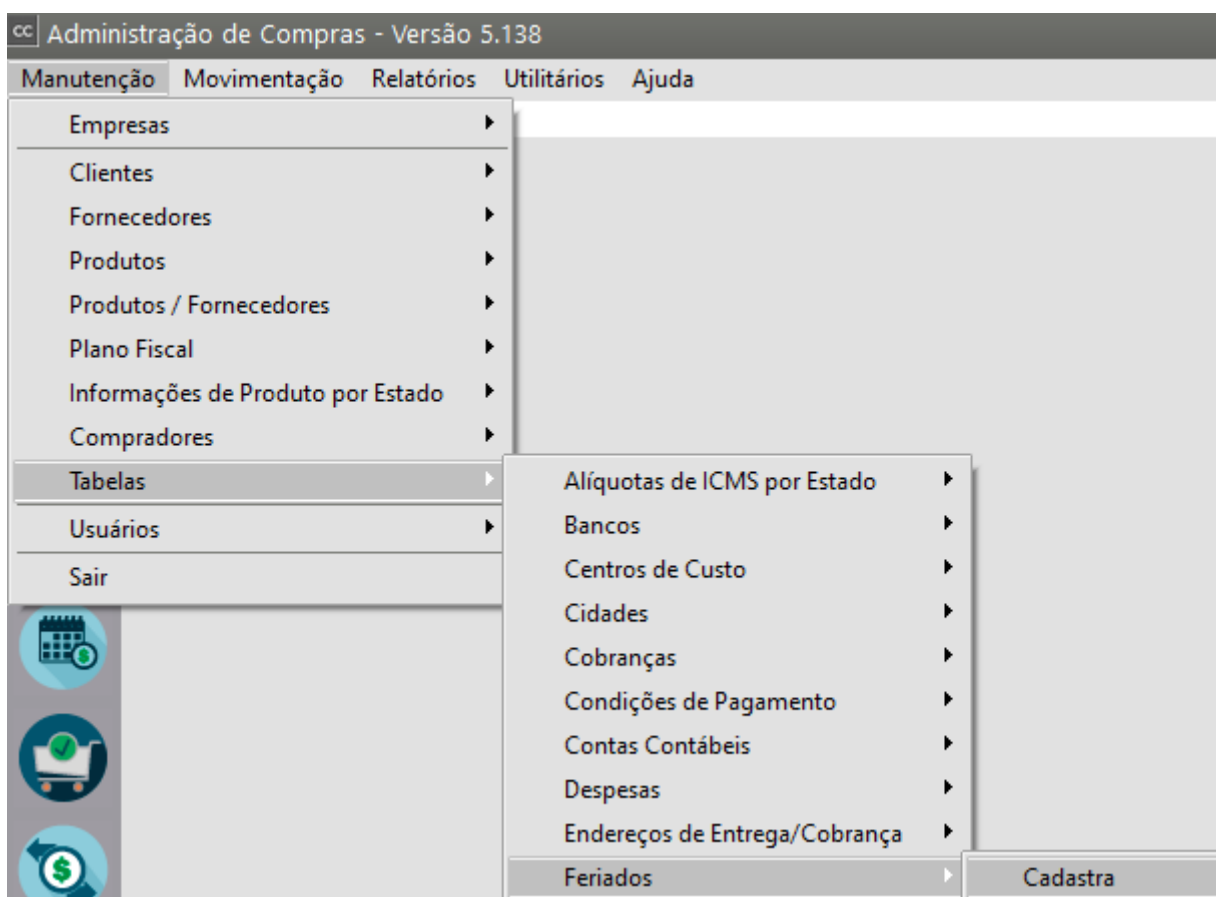 cc Administração de Compras - Versão 5.138
Manutenção Movimentação Relatórios Utilitários Ajuda
Empresas
Clientes
Fornecedores
Produtos
Produtos / Fornecedores
Plano Fiscal
Informações de Produto por Estado
Compradores
Tabelas
Usuários
Sair
Alíquotas de ICMS por Estado
Bancos
Centros de Custo
Cidades
Cobranças
Condições de Pagamento
Contas Contábeis
Despesas
Endereços de Entrega/Cobrança
Feriados
Cadastra
$
$